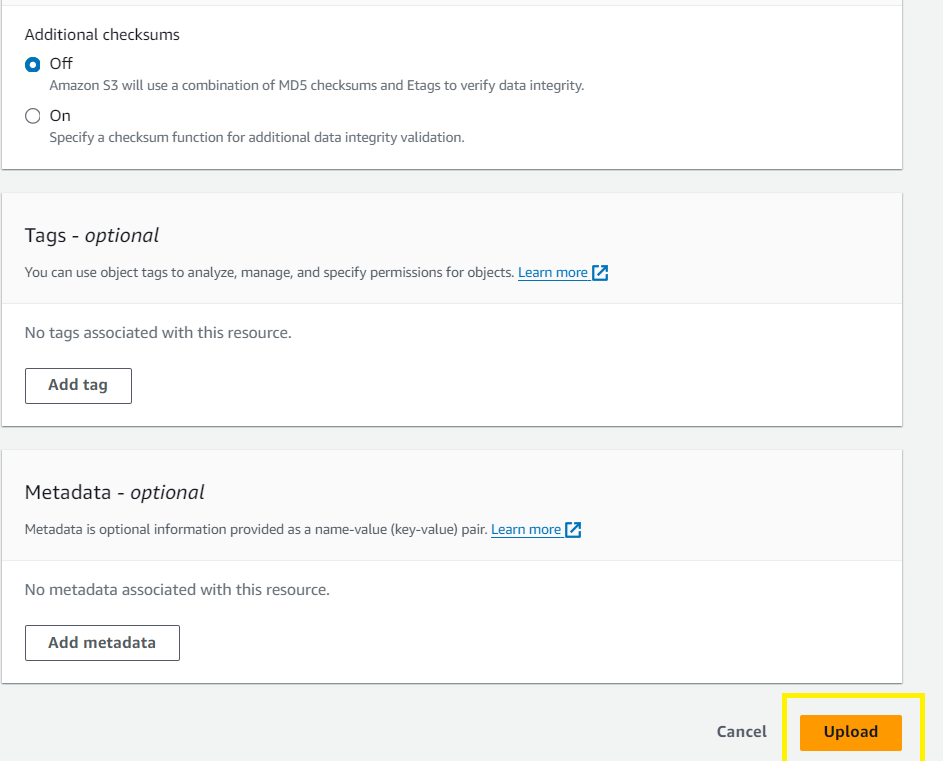 Additional checksums
Off
Amazon S3 will use a combination of MD5 checksums and Etags to verify data integrity.
On
Specify a checksum function for additional data integrity validation.
Tags - optional
You can use object tags to analyze, manage, and specify permissions for objects. Learn more
No tags associated with this resource.
Add tag
Metadata - optional
Metadata is optional information provided as a name-value (key-value) pair. Learn more
No metadata associated with this resource.
Add metadata
Cancel Upload